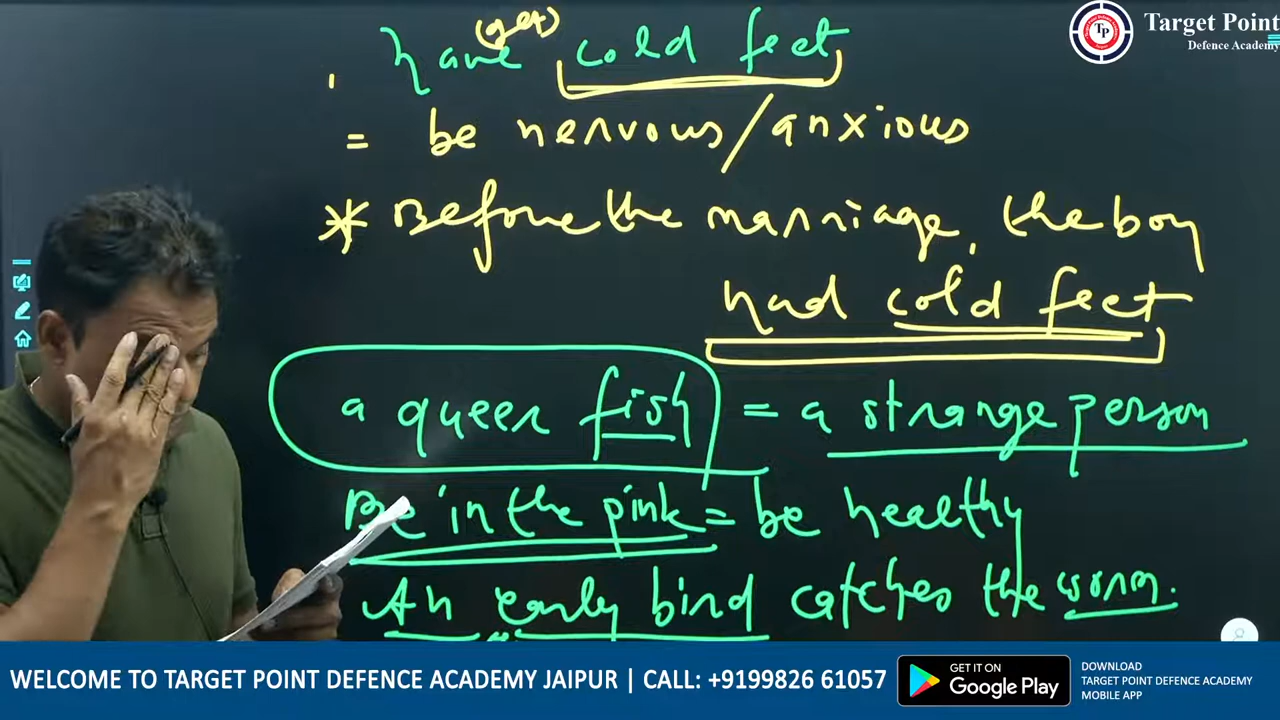 Target Point
Defence Academy
TP
(get)
have cold feet
= be nervous/anxious
* Before the marriage, the boy
had cold feet
a queer fish = a strange person
Be in the pink = be healthy
An early bird catches the worm.
WELCOME TO TARGET POINT DEFENCE ACADEMY JAIPUR | CALL: +919982661057
GET IT ON
Google Play
DOWNLOAD
TARGET POINT DEFENCE ACADEMY
MOBILE APP